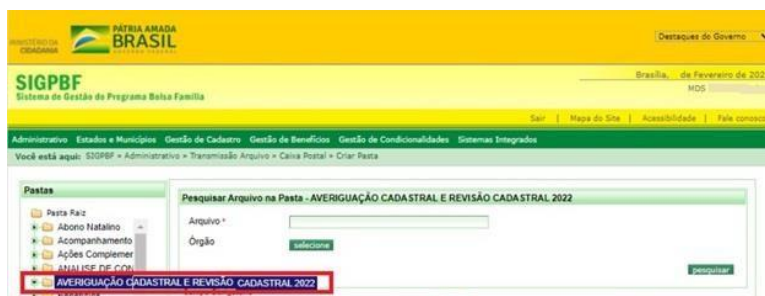 MINISTÉRIO DA
CIDADANIA
PÁTRIA AMADA
BRASIL
GOVERNO FEDERAL
Destaques do Governo
SIGPBF
Sistema de Gestão do Programa Bolsa Família
Brasília, de Fevereiro de 202
MDS
Sair | Mapa do Site | Acessibilidade | Fale conosco
Administrativo Estados e Municípios Gestão de Cadastro Gestão de Benefícios Gestão de Condicionalidades Sistemas Integrados
Você está aqui: SIGPBF » Administrativo » Transmissão Arquivo » Caixa Postal » Criar Pasta
Pastas
Pasta Raiz
Abono Natalino
Acompanhamento
Ações Complemer
ANALISE DE CON
AVERIGUAÇÃO CADASTRAL E REVISÃO CADASTRAL 2022
Pesquisar Arquivo na Pasta - AVERIGUAÇÃO CADASTRAL E REVISÃO CADASTRAL 2022
Arquivo *
Órgão
selecione
pesquisar